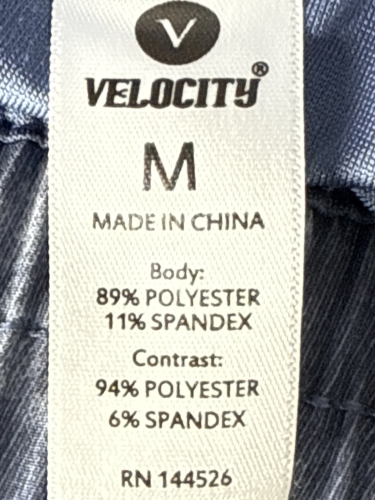 V
VELOCITY®
M
MADE IN CHINA
Body:
89% POLYESTER
11% SPANDEX
Contrast:
94% POLYESTER
6% SPANDEX
RN 144526